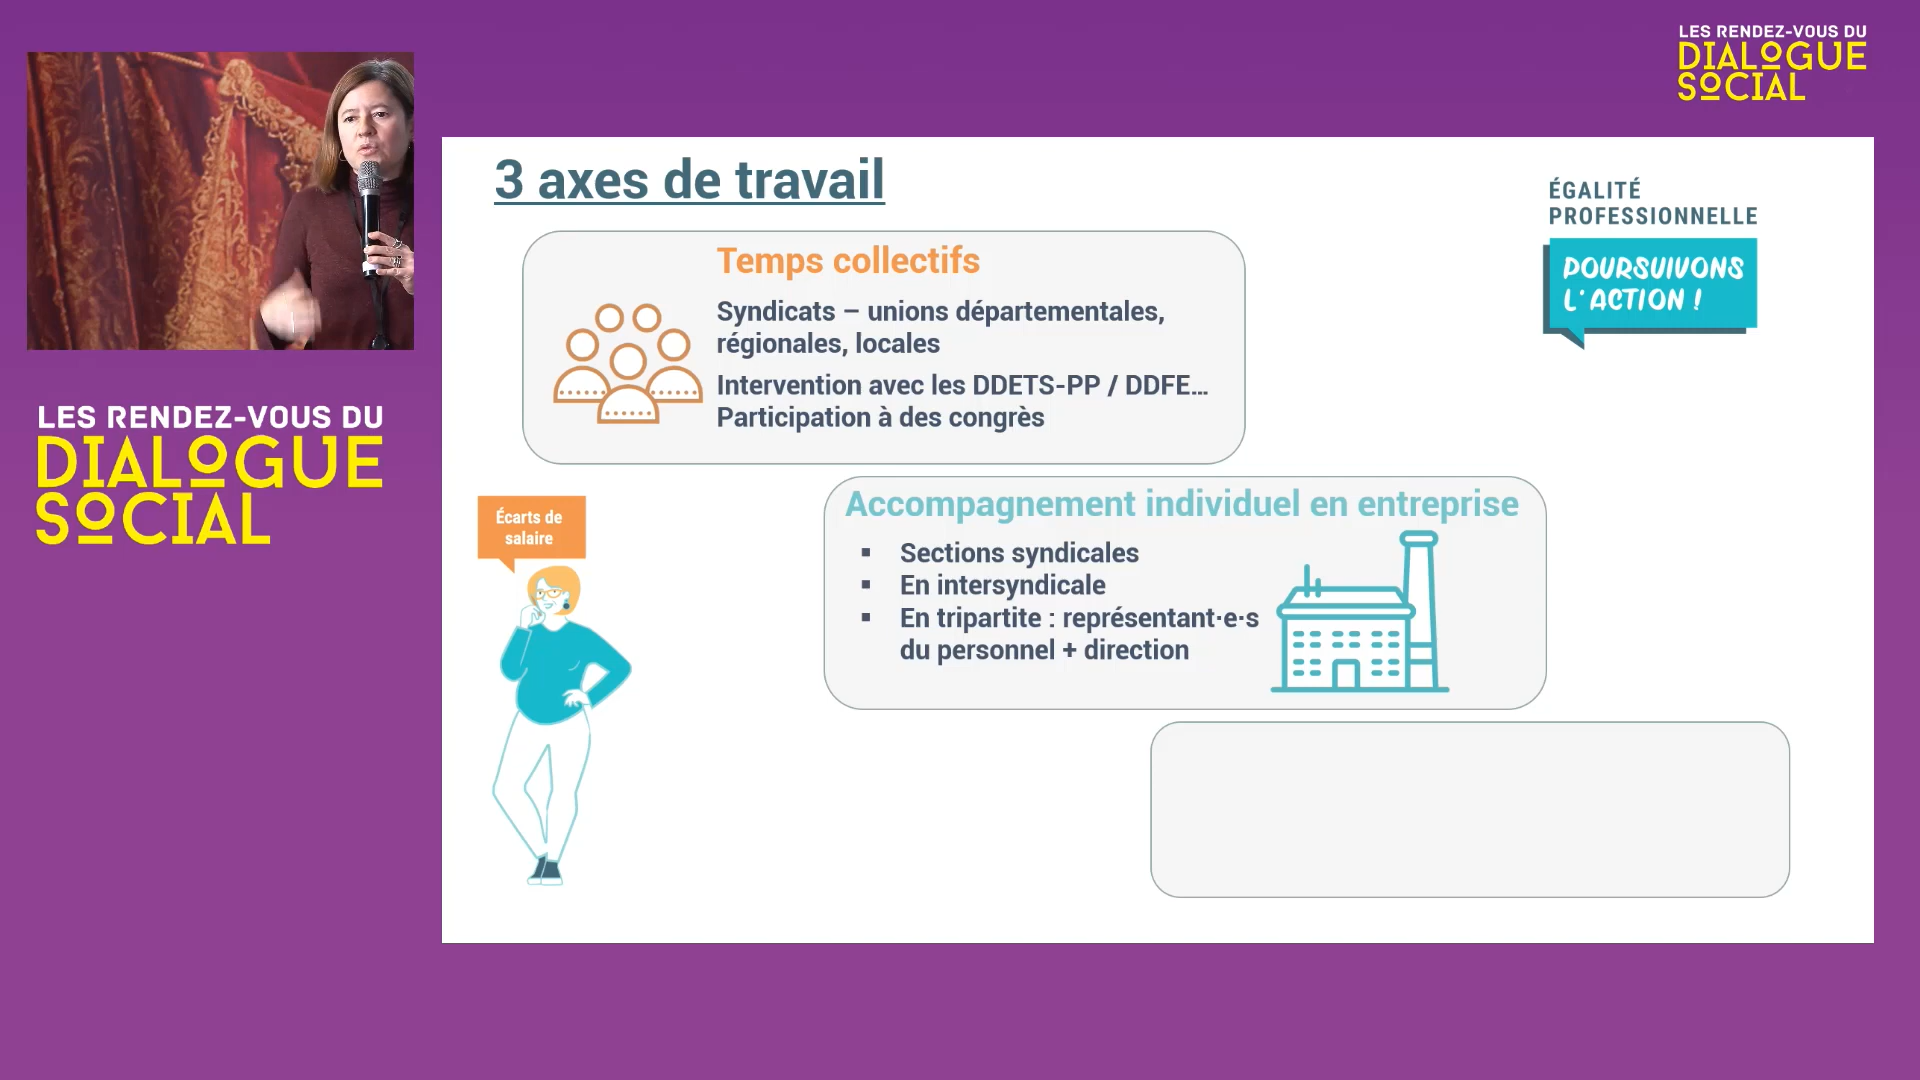 LES RENDEZ-VOUS DU
DIALOGUE
SOCIAL
LES RENDEZ-VOUS DU
DIALOGUE
SOCIAL
3 axes de travail
ÉGALITÉ
PROFESSIONNELLE
POURSUIVONS
L'ACTION !
Temps collectifs
Syndicats – unions départementales,
régionales, locales
Intervention avec les DDETS-PP / DDFE...
Participation à des congrès
Écarts de
salaire
Accompagnement individuel en entreprise
▪ Sections syndicales
▪ En intersyndicale
▪ En tripartite : représentant·e·s
du personnel + direction